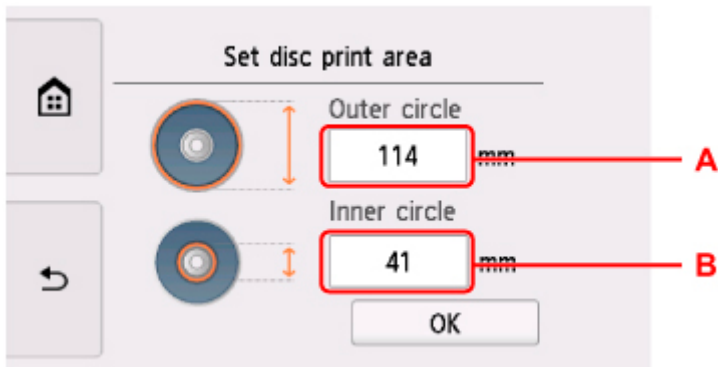 Set disc print area
Outer circle
114 mm
A
Inner circle
41 mm
B
OK